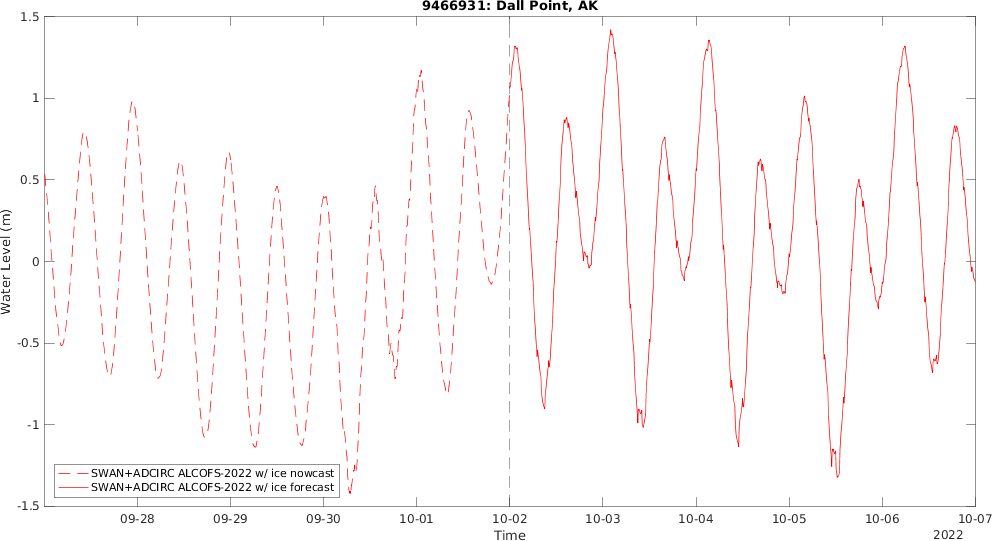 9466931: Dall Point, AK
1.5
1
0.5
0
-0.5
-1
-1.5
Water Level (m)
SWAN+ADCIRC ALCOFS-2022 w/ ice nowcast
SWAN+ADCIRC ALCOFS-2022 w/ ice forecast
09-28 09-29 09-30 10-01 10-02 10-03 10-04 10-05 10-06 10-07
Time
2022